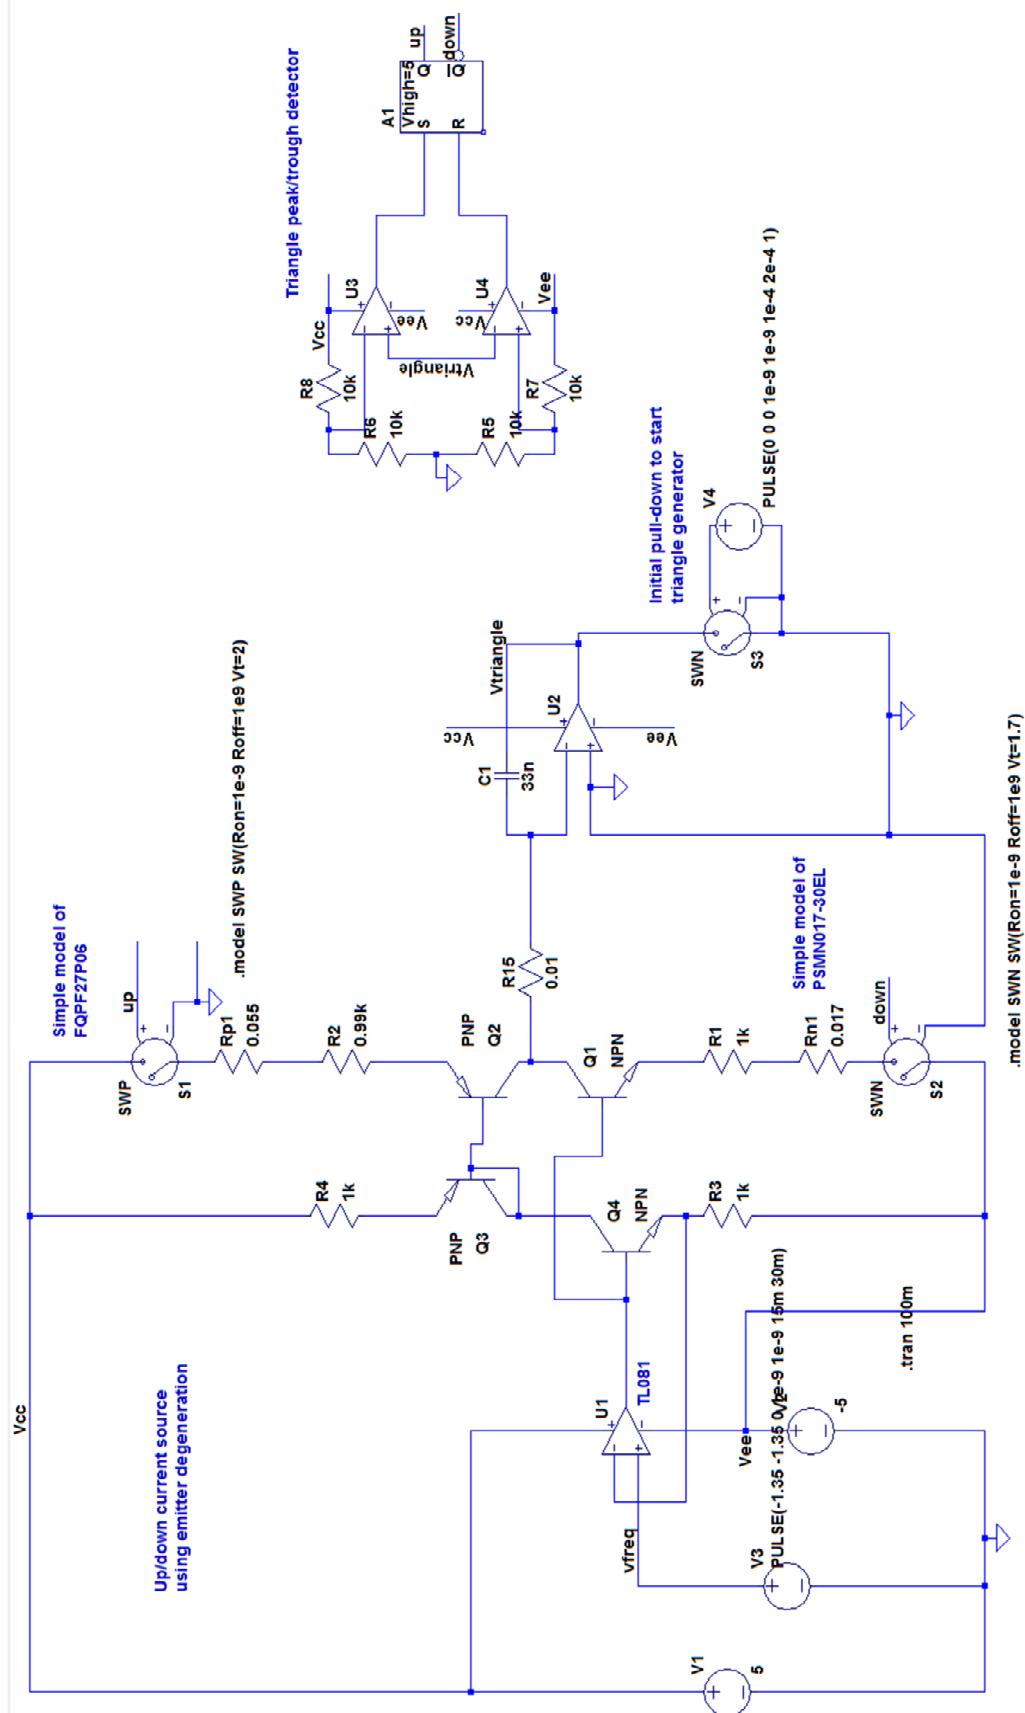 Vcc
Up/down current source
using emitter degeneration
V1
5
V3
PULSE(-1.35 -1.35 0 1e-9 1e-9 15m 30m)
vfreq
U1
TL081
Vee
-5
.tran 100m
R4
1k
PNP
Q3
Q4
NPN
R3
1k
Simple model of
FQPF27P06
up
SWP
S1
.model SWP SW(Ron=1e-9 Roff=1e9 Vt=2)
Rp1
0.055
R2
0.99k
PNP
Q2
Q1
NPN
R1
1k
Rn1
0.017
Simple model of
PSMN017-30EL
down
SWN
S2
.model SWN SW(Ron=1e-9 Roff=1e9 Vt=1.7)
R15
0.01
C1
33n
Vtriangle
Vcc
U2
Vee
Initial pull-down to start
triangle generator
SWN
S3
V4
PULSE(0 0 0 1e-9 1e-9 1e-4 2e-4 1)
Triangle peak/trough detector
Vcc
R8
10k
R6
10k
R5
10k
R7
10k
U3
Vee
Vtriangle
Vcc
U4
Vee
A1
Vhigh=5
S
Q
up
R
Q
down